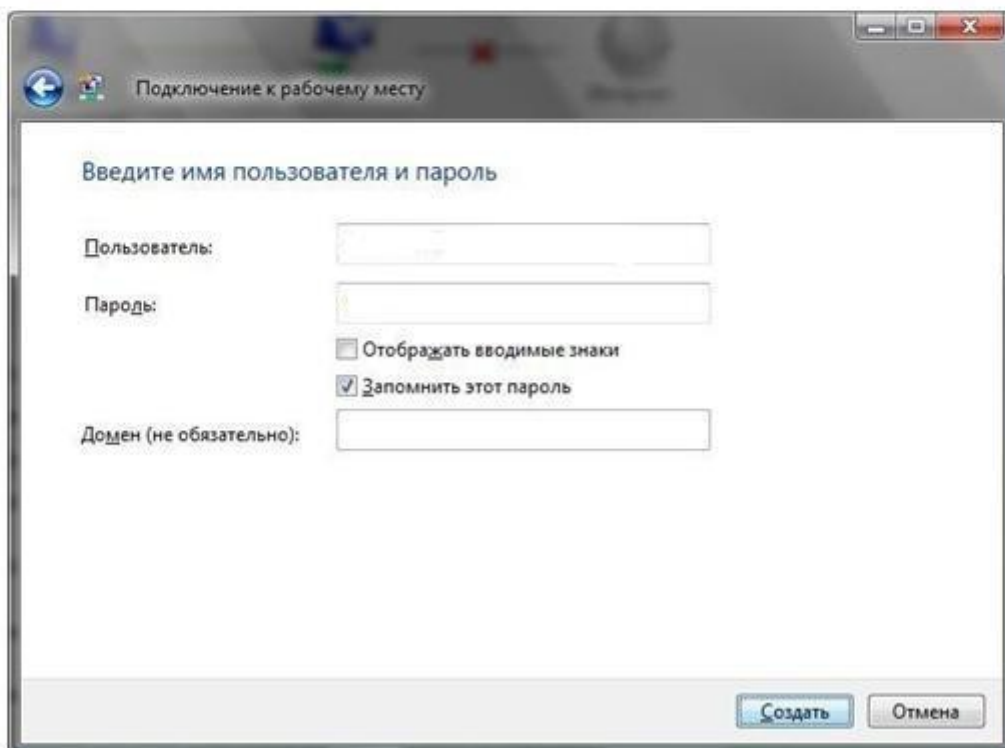 Подключение к рабочему месту
Введите имя пользователя и пароль
Пользователь:
Пароль:
Отображать вводимые знаки
Запомнить этот пароль
Домен (не обязательно):
Создать
Отмена